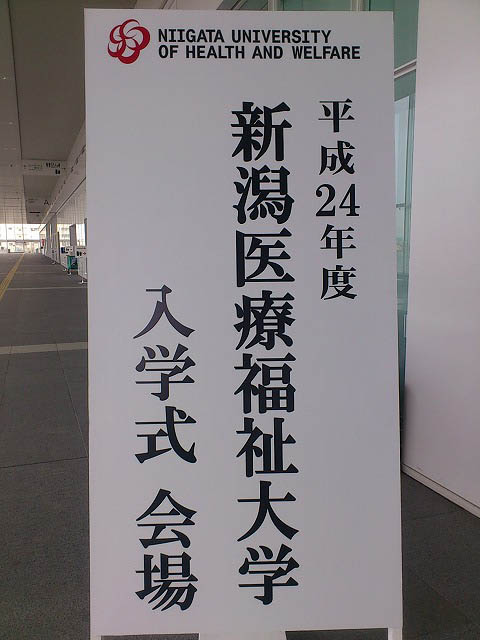 NIIGATA UNIVERSITY
OF HEALTH AND WELFARE
平成24年度
新潟医療福祉大学
入学式 会場